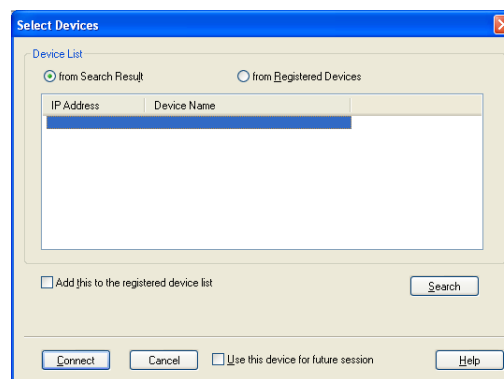 Select Devices
Device List
from Search Result
from Registered Devices
IP Address Device Name
Add this to the registered device list
Search
Connect Cancel Use this device for future session Help